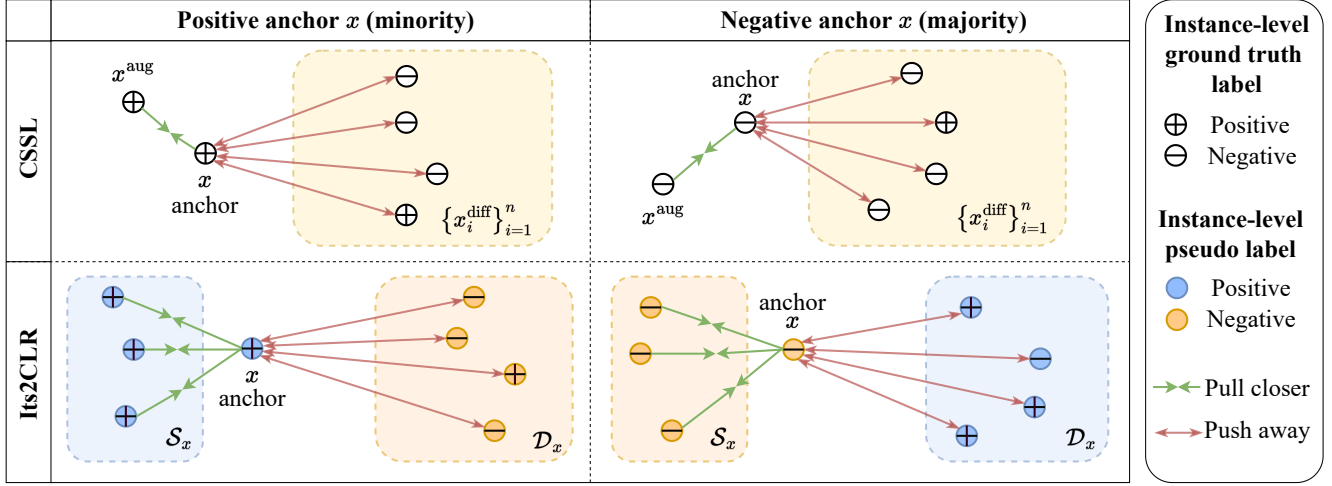 Positive anchor x (minority)
Negative anchor x (majority)
CSSL
x^aug
x
anchor
{x_i^diff}_{i=1}^n
anchor
x
x^aug
{x_i^diff}_{i=1}^n
Its2CLR
x
anchor
S_x
D_x
anchor
x
S_x
D_x
Instance-level
ground truth
label
Positive
Negative
Instance-level
pseudo label
Positive
Negative
Pull closer
Push away